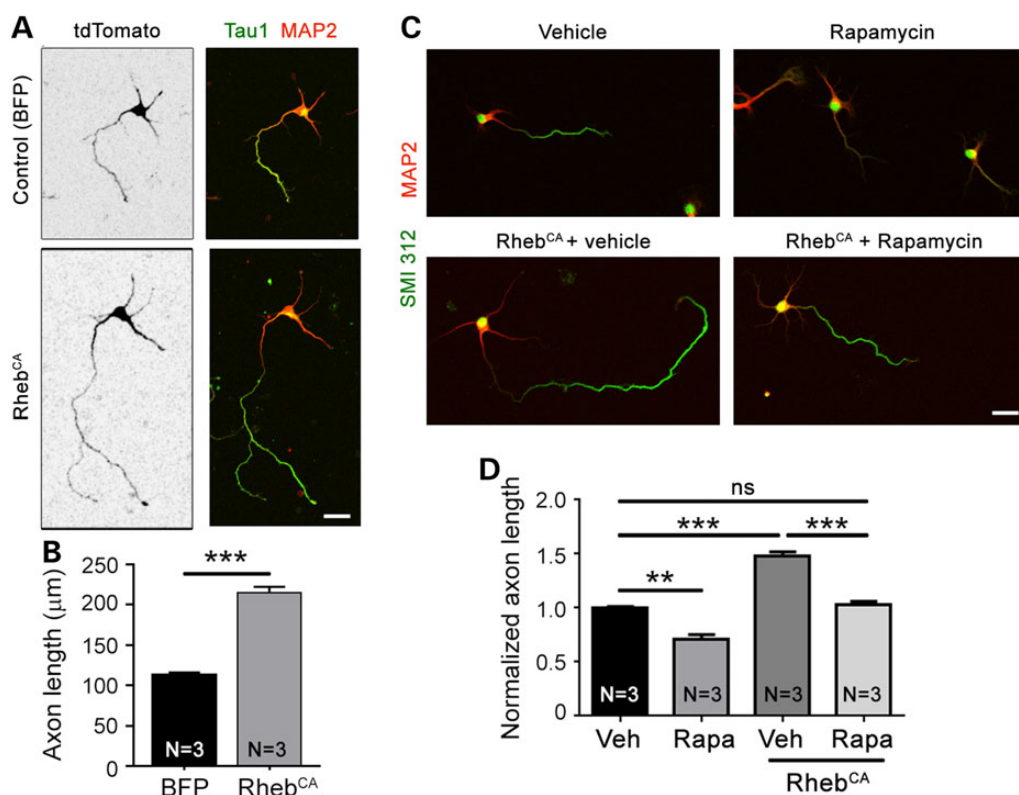 A
tdTomato
Tau1 MAP2
Control (BFP)
Rheb^CA
B
***
Axon length (μm)
250
200
150
100
50
0
N=3
N=3
BFP
Rheb^CA
C
Vehicle
Rapamycin
SMI 312 MAP2
Rheb^CA + vehicle
Rheb^CA + Rapamycin
D
ns
***
***
**
Normalized axon length
2.0
1.5
1.0
0.5
0
N=3
N=3
N=3
N=3
Veh
Rapa
Veh
Rapa
Rheb^CA